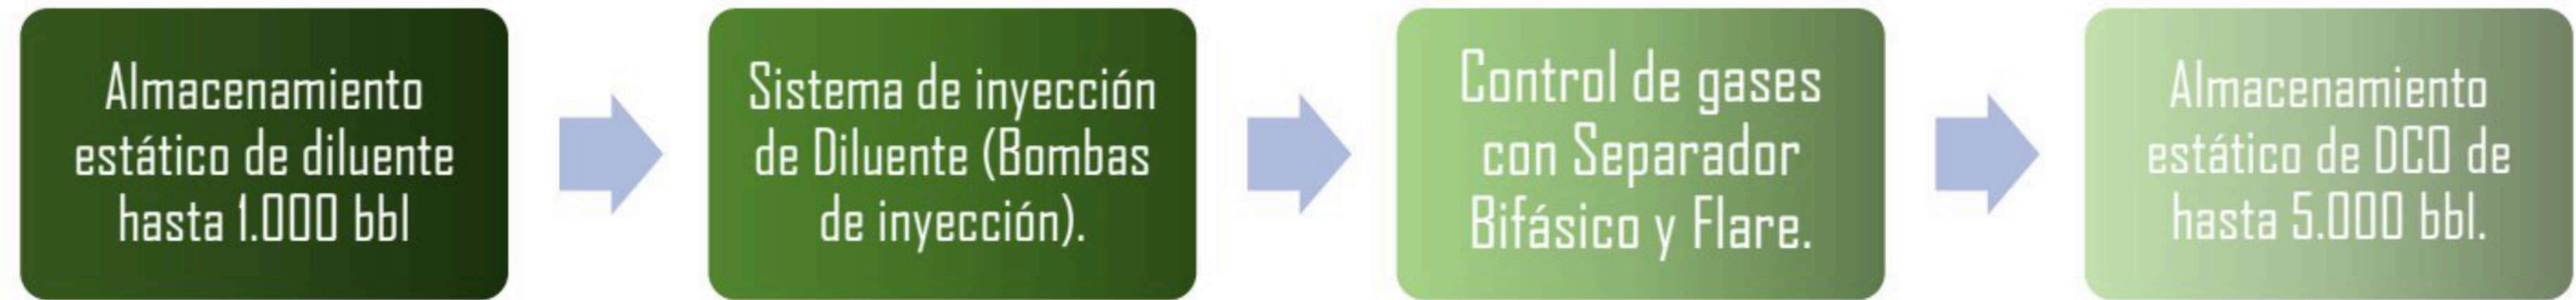 Almacenamiento
estático de diluente
hasta 1.000 bbl
Sistema de inyección
de Diluente (Bombas
de inyección).
Control de gases
con Separador
Bifásico y Flare.
Almacenamiento
estático de DCO de
hasta 5.000 bbl.